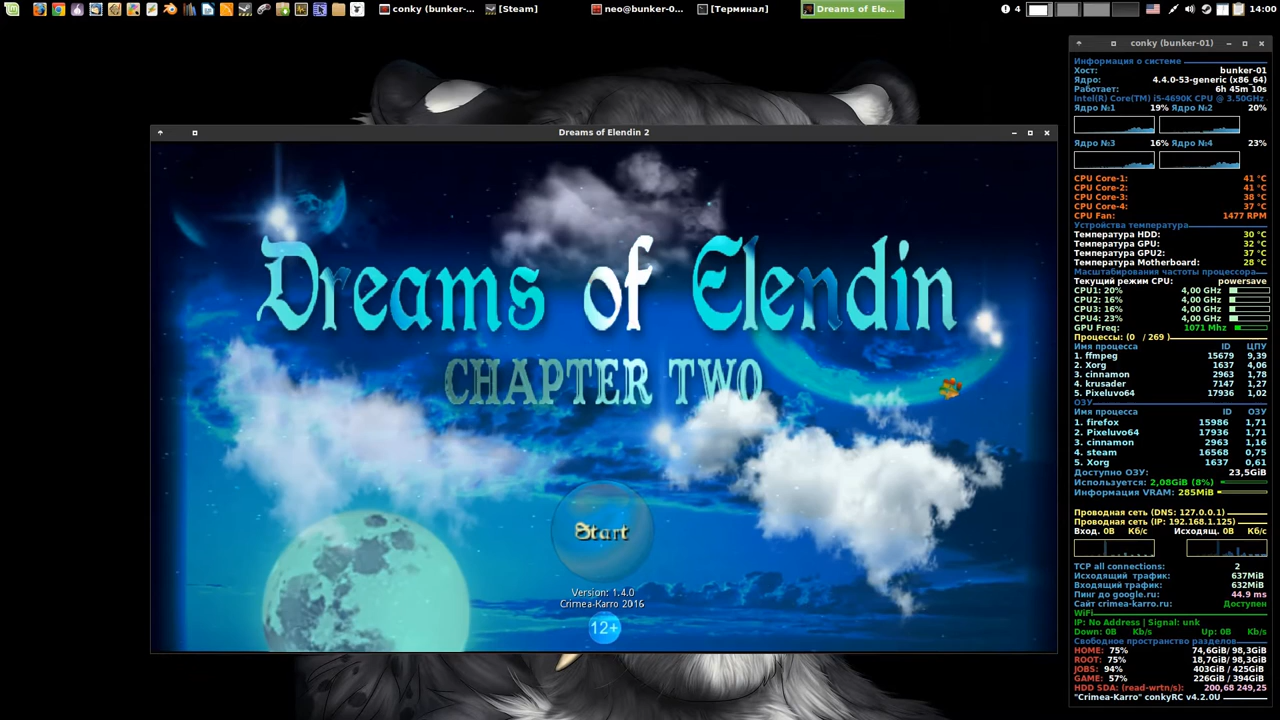 conky (bunker-...
[Steam]
neo@bunker-0...
[Терминал]
Dreams of Ele...
4
14:00
conky (bunker-01)
Информация о системе
Хост: bunker-01
Ядро: 4.4.0-53-generic (x86_64)
Работает: 6h 45m 10s
Intel(R) Core(TM) i5-4690K CPU @ 3.50GHz
Ядро №1 19% Ядро №2 20%
Ядро №3 16% Ядро №4 23%
CPU Core-1: 41 °C
CPU Core-2: 41 °C
CPU Core-3: 38 °C
CPU Core-4: 37 °C
CPU Fan: 1477 RPM
Устройства температура
Температура HDD: 30 °C
Температура GPU: 32 °C
Температура GPU2: 37 °C
Температура Motherboard: 28 °C
Масштабирования частоты процессора
Текущий режим CPU: powersave
CPU1: 20% 4,00 GHz
CPU2: 16% 4,00 GHz
CPU3: 16% 4,00 GHz
CPU4: 23% 4,00 GHz
GPU Freq: 1071 Mhz
Процессы: (0 / 269 )
Имя процесса ID ЦПУ
1. ffmpeg 15679 9,39
2. Xorg 1637 4,06
3. cinnamon 2963 1,78
4. krusader 7147 1,27
5. Pixeluvo64 17936 1,02
ОЗУ
Имя процесса ID ОЗУ
1. firefox 15986 1,71
2. Pixeluvo64 17936 1,71
3. cinnamon 2963 1,16
4. steam 16568 0,75
5. Xorg 1637 0,61
Доступно ОЗУ: 23,5GiB
Используется: 2,08GiB (8%)
Информация VRAM: 285MiB
Проводная сеть (DNS: 127.0.0.1)
Проводная сеть (IP: 192.168.1.125)
Вход. 0B Кб/с Исходящ. 0B Кб/с
TCP all connections: 2
Исходящий трафик: 637MiB
Входящий трафик: 632MiB
Пинг до google.ru: 44.9 ms
Сайт crimea-karro.ru: Доступен
WiFi
IP: No Address | Signal: unk
Down: 0B Kb/s Up: 0B Kb/s
Свободное пространство разделов
HOME: 75% 74,6GiB/ 98,3GiB
ROOT: 75% 18,7GiB/ 98,3GiB
JOBS: 94% 403GiB / 425GiB
GAME: 57% 226GiB / 394GiB
HDD SDA: (read-wrtn/s): 200,68 249,25
"Crimea-Karro" conkyRC v4.2.0U
Dreams of Elendin 2
Dreams of Elendin
CHAPTER TWO
Start
Version: 1.4.0
Crimea-Karro 2016
12+